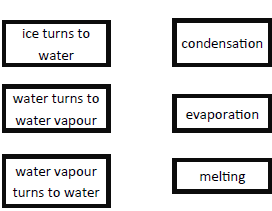 ice turns to
water
condensation
water turns to
water vapour
evaporation
water vapour
turns to water
melting